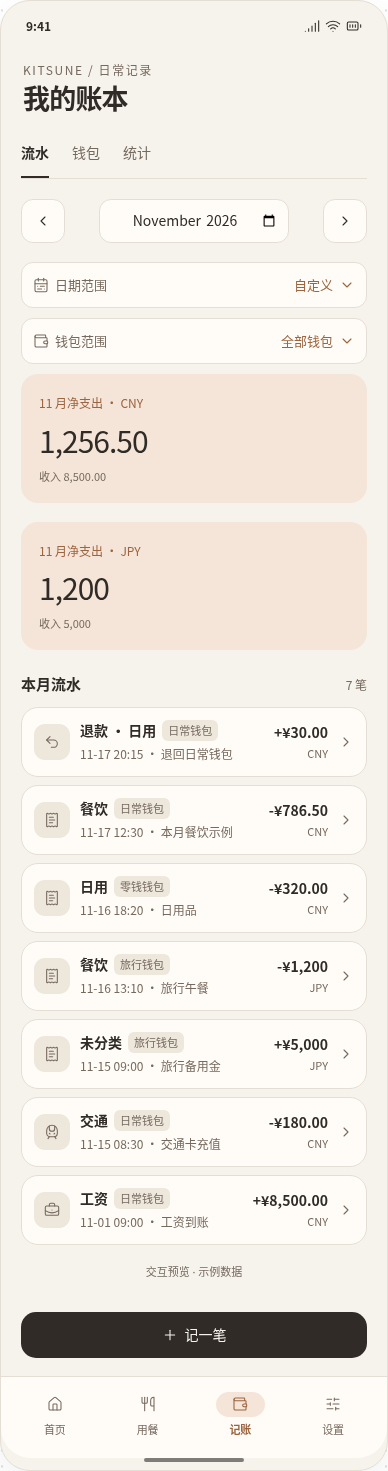 9:41
KITSUNE / 日常记录
我的账本
流水 钱包 统计
November 2026
日期范围 自定义
钱包范围 全部钱包
11 月净支出 · CNY
1,256.50
收入 8,500.00
11 月净支出 · JPY
1,200
收入 5,000
本月流水 7 笔
退款 · 日用 日常钱包 +¥30.00
11-17 20:15 · 退回日常钱包 CNY
餐饮 日常钱包 -¥786.50
11-17 12:30 · 本月餐饮示例 CNY
日用 零钱钱包 -¥320.00
11-16 18:20 · 日用品 CNY
餐饮 旅行钱包 -¥1,200
11-16 13:10 · 旅行午餐 JPY
未分类 旅行钱包 +¥5,000
11-15 09:00 · 旅行备用金 JPY
交通 日常钱包 -¥180.00
11-15 08:30 · 交通卡充值 CNY
工资 日常钱包 +¥8,500.00
11-01 09:00 · 工资到账 CNY
交互预览 · 示例数据
记一笔
首页 用餐 记账 设置